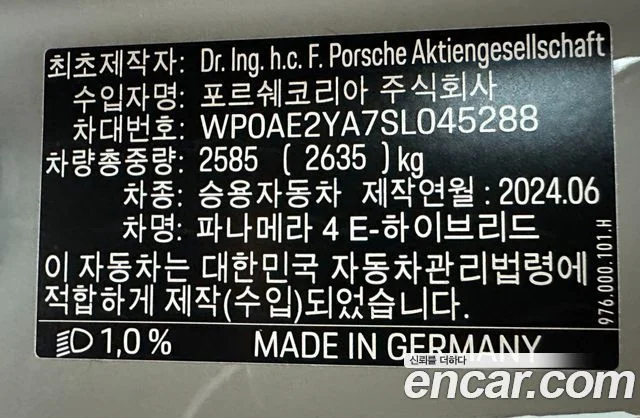 최초제작자: Dr. Ing. h.c. F. Porsche Aktiengesellschaft
수입자명: 포르쉐코리아 주식회사
차대번호: WP0AE2YA7SL045288
차량총중량: 2585 ( 2635) kg
차종: 승용자동차 제작연월 : 2024.06
차명: 파나메라 4 E-하이브리드
이 자동차는 대한민국 자동차관리법령에
적합하게 제작(수입)되었습니다.
976.000.101.H
1,0 % MADE IN GERMANY
신뢰를 더하다
encar.com